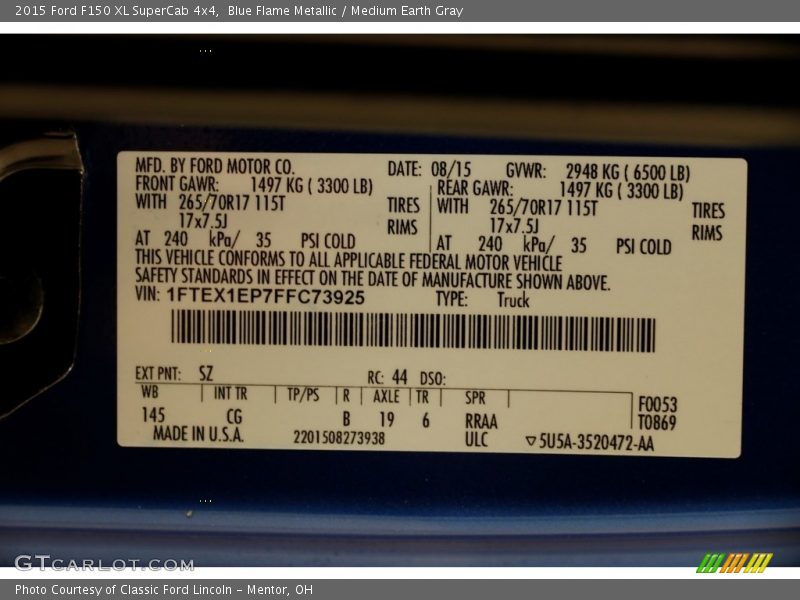 2015 Ford F150 XL SuperCab 4x4,  Blue Flame Metallic / Medium Earth Gray
MFD. BY FORD MOTOR CO. DATE: 08/15 GVWR: 2948 KG ( 6500 LB)
FRONT GAWR: 1497 KG ( 3300 LB) REAR GAWR: 1497 KG ( 3300 LB)
WITH 265/70R17 115T TIRES WITH 265/70R17 115T TIRES
17x7.5J RIMS 17x7.5J RIMS
AT 240 kPa/ 35 PSI COLD AT 240 kPa/ 35 PSI COLD
THIS VEHICLE CONFORMS TO ALL APPLICABLE FEDERAL MOTOR VEHICLE
SAFETY STANDARDS IN EFFECT ON THE DATE OF MANUFACTURE SHOWN ABOVE.
VIN: 1FTEX1EP7FFC73925 TYPE: Truck
EXT PNT: SZ RC: 44 DSO:
WB INT TR TP/PS R AXLE TR SPR F0053
145 CG B 19 6 RRAA T0869
MADE IN U.S.A. 2201508273938 ULC ▽5U5A-3520472-AA
GTCARLOT.COM
Photo Courtesy of Classic Ford Lincoln - Mentor, OH